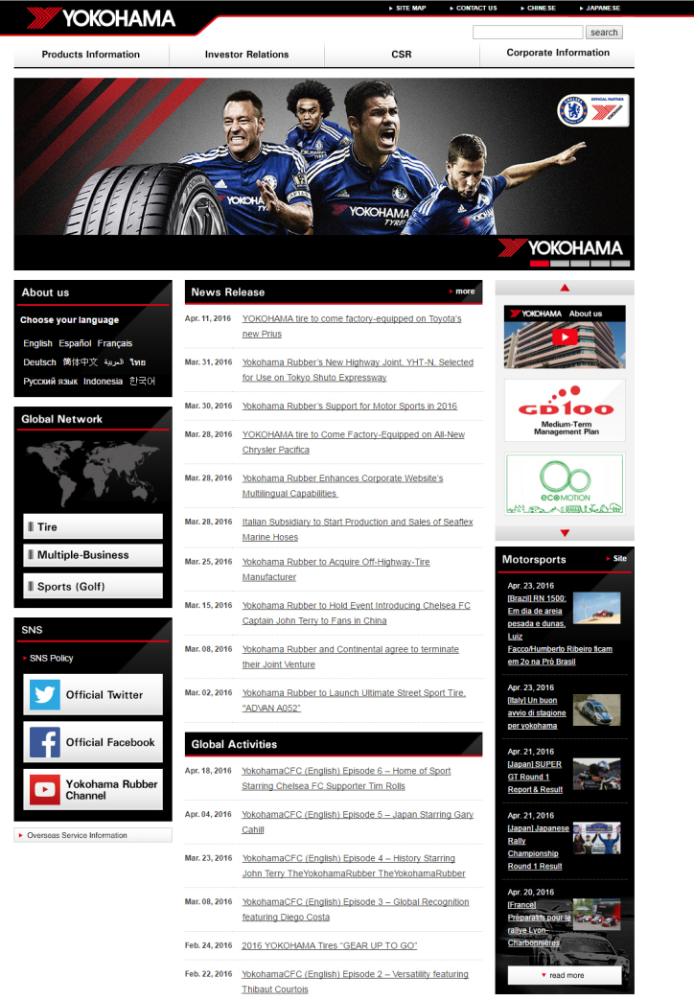 YOKOHAMA
SITE MAP
CONTACT US
CHINESE
JAPANESE
search
Products Information
Investor Relations
CSR
Corporate Information
OFFICIAL PARTNER
YOKOHAMA
CHELSEA
YOKOHAMA
TYRES
YOKOHAMA
About us
Choose your language
English Español Français
Deutsch 简体中文 العربية ไทย
Русский язык Indonesia 한국어
Global Network
Tire
Multiple-Business
Sports (Golf)
SNS
SNS Policy
Official Twitter
Official Facebook
Yokohama Rubber
Channel
Overseas Service Information
News Release
more
Apr. 11, 2016 YOKOHAMA tire to come factory-equipped on Toyota's
new Prius
Mar. 31, 2016 Yokohama Rubber's New Highway Joint, YHT-N, Selected
for Use on Tokyo Shuto Expressway
Mar. 30, 2016 Yokohama Rubber's Support for Motor Sports in 2016
Mar. 28, 2016 YOKOHAMA tire to Come Factory-Equipped on All-New
Chrysler Pacifica
Mar. 28, 2016 Yokohama Rubber Enhances Corporate Website's
Multilingual Capabilities
Mar. 28, 2016 Italian Subsidiary to Start Production and Sales of Seaflex
Marine Hoses
Mar. 25, 2016 Yokohama Rubber to Acquire Off-Highway-Tire
Manufacturer
Mar. 15, 2016 Yokohama Rubber to Hold Event Introducing Chelsea FC
Captain John Terry to Fans in China
Mar. 08, 2016 Yokohama Rubber and Continental agree to terminate
their Joint Venture
Mar. 02, 2016 Yokohama Rubber to Launch Ultimate Street Sport Tire,
"ADVAN A052"
Global Activities
Apr. 18, 2016 YokohamaCFC (English) Episode 6 – Home of Sport
Starring Chelsea FC Supporter Tim Rolls
Apr. 04, 2016 YokohamaCFC (English) Episode 5 – Japan Starring Gary
Cahill
Mar. 23, 2016 YokohamaCFC (English) Episode 4 – History Starring
John Terry TheYokohamaRubber TheYokohamaRubber
Mar. 08, 2016 YokohamaCFC (English) Episode 3 – Global Recognition
featuring Diego Costa
Feb. 24, 2016 2016 YOKOHAMA Tires "GEAR UP TO GO"
Feb. 22, 2016 YokohamaCFC (English) Episode 2 – Versatility featuring
Thibaut Courtois
YOKOHAMA About us
GD100
Medium-Term
Management Plan
ecoMOTION
Motorsports
Site
Apr. 23, 2016
[Brazil] RN 1500:
Em dia de areia
pesada e dunas,
Luiz
Facco/Humberto Ribeiro ficam
em 2o na Pró Brasil
Apr. 23, 2016
[Italy] Un buon
avvio di stagione
per yokohama
Apr. 21, 2016
[Japan] SUPER
GT Round 1
Report & Result
Apr. 21, 2016
[Japan] Japanese
Rally
Championship
Round 1 Result
Apr. 20, 2016
[France]
Préparatifs pour le
rallye Lyon-
Charbonnières
read more